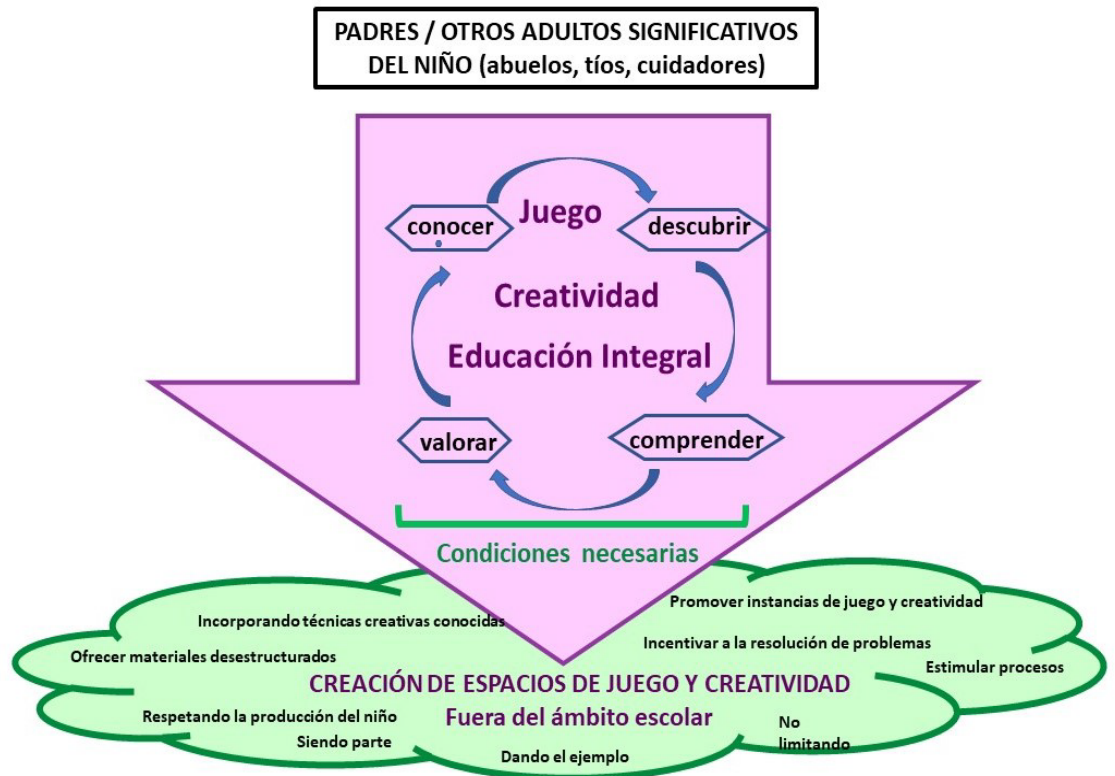 PADRES / OTROS ADULTOS SIGNIFICATIVOS
DEL NIÑO (abuelos, tíos, cuidadores)
Juego
conocer
descubrir
Creatividad
Educación Integral
valorar
comprender
Condiciones necesarias
Promover instancias de juego y creatividad
Incorporando técnicas creativas conocidas
Incentivar a la resolución de problemas
Ofrecer materiales desestructurados
Estimular procesos
CREACIÓN DE ESPACIOS DE JUEGO Y CREATIVIDAD
Respetando la producción del niño
Fuera del ámbito escolar
No
limitando
Siendo parte
Dando el ejemplo